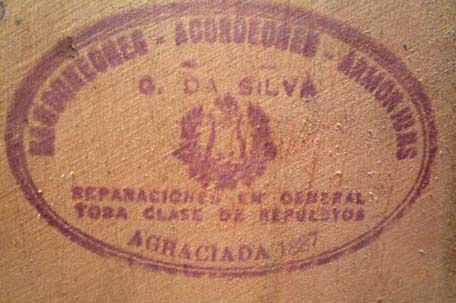 BANDONEONES - ACORDEONES - ARMONICAS
DA SILVA
REPARACIONES EN GENERAL
TODA CLASE DE REPUESTOS
AGRACIADA